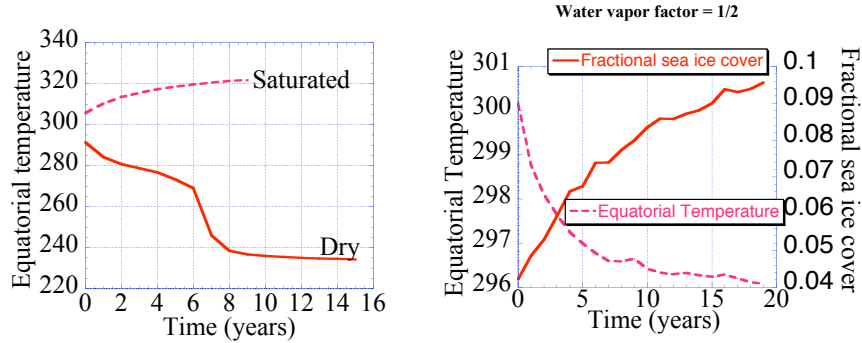 Water vapor factor = 1/2
Equatorial temperature
340
320
300
280
260
240
220
Saturated
Dry
0 2 4 6 8 10 12 14 16
Time (years)
Equatorial Temperature
301
300
299
298
297
296
Fractional sea ice cover
Equatorial Temperature
0.1
0.09
0.08
0.07
0.06
0.05
0.04
Fractional sea ice cover
0 5 10 15 20
Time (years)